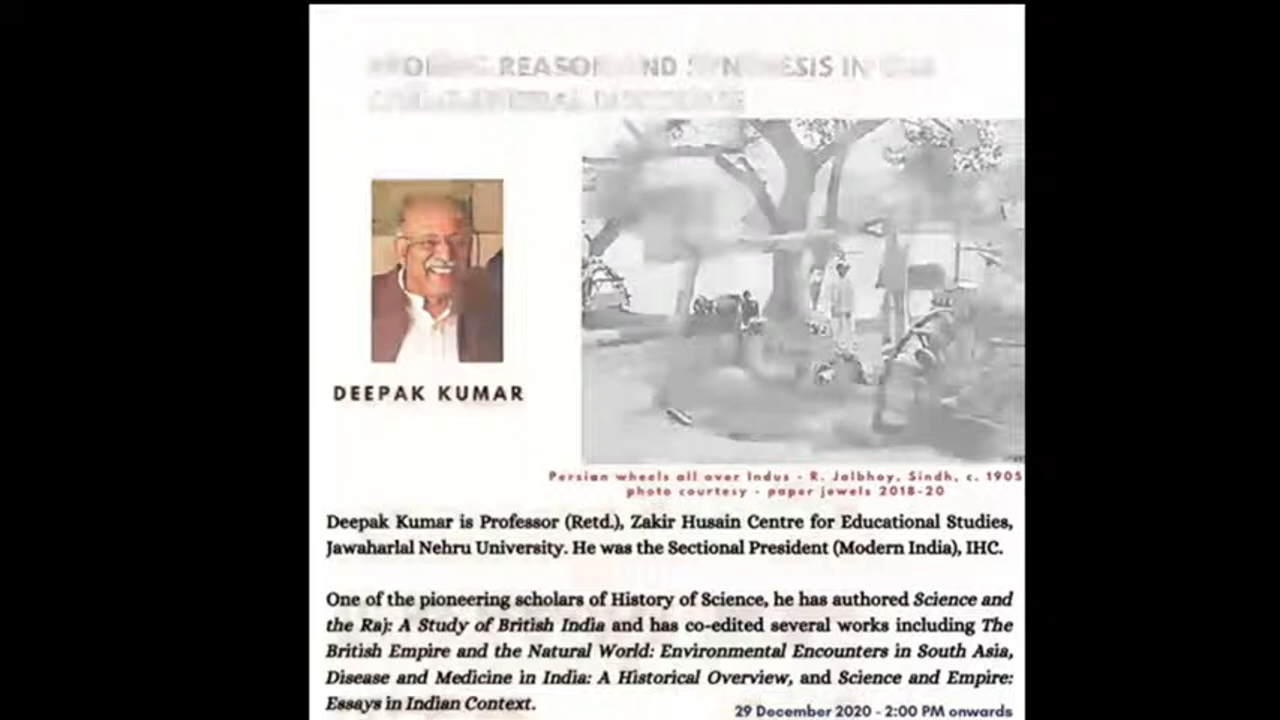 REASON AND SYNTHESIS IN
DEEPAK KUMAR
Persian wheels all over Indus - R. Jalbhoy, Sindh, c. 1905
photo courtesy - paper jewels 2018-20
Deepak Kumar is Professor (Retd.), Zakir Husain Centre for Educational Studies,
Jawaharlal Nehru University. He was the Sectional President (Modern India), IHC.
One of the pioneering scholars of History of Science, he has authored Science and
the Raj: A Study of British India and has co-edited several works including The
British Empire and the Natural World: Environmental Encounters in South Asia,
Disease and Medicine in India: A Historical Overview, and Science and Empire:
Essays in Indian Context.
29 December 2020 - 2:00 PM onwards